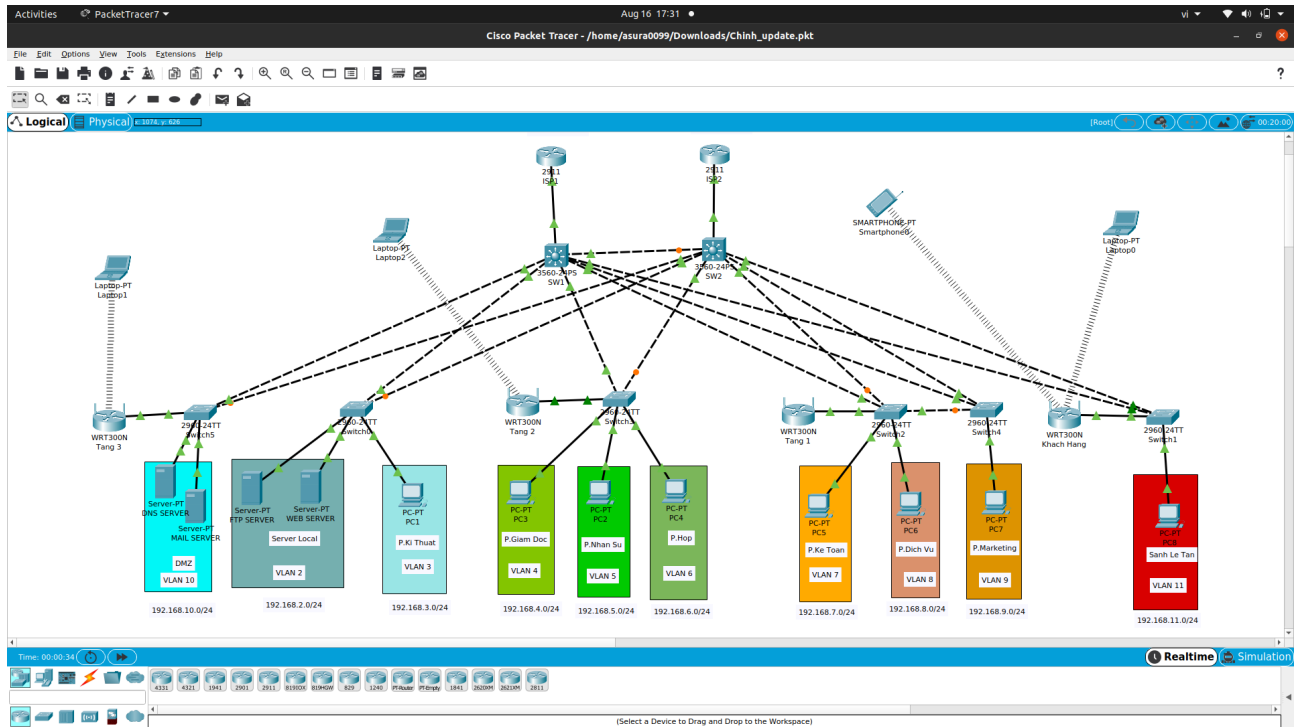 Activities
PacketTracer7
Aug 16 17:31
vi
Cisco Packet Tracer - /home/asura0099/Downloads/Chinh_update.pkt
File Edit Options View Tools Extensions Help
?
Logical
Physical
x: 1074, y: 626
[Root]
00:20:00
2911
ISP1
2911
ISP2
SMARTPHONE-PT
Smartphone0
Laptop-PT
Laptop2
Laptop-PT
Laptop0
Laptop-PT
Laptop1
3560-24PS
SW1
3560-24PS
SW2
WRT300N
Tang 3
2960-24TT
Switch5
2960-24TT
Switch0
WRT300N
Tang 2
2960-24TT
Switch3
WRT300N
Tang 1
2960-24TT
Switch2
2960-24TT
Switch4
WRT300N
Khach Hang
2960-24TT
Switch1
Server-PT
DNS SERVER
Server-PT
MAIL SERVER
DMZ
VLAN 10
192.168.10.0/24
Server-PT
FTP SERVER
Server-PT
WEB SERVER
Server Local
VLAN 2
192.168.2.0/24
PC-PT
PC1
P.Ki Thuat
VLAN 3
192.168.3.0/24
PC-PT
PC3
P.Giam Doc
VLAN 4
192.168.4.0/24
PC-PT
PC2
P.Nhan Su
VLAN 5
192.168.5.0/24
PC-PT
PC4
P.Hop
VLAN 6
192.168.6.0/24
PC-PT
PC5
P.Ke Toan
VLAN 7
192.168.7.0/24
PC-PT
PC6
P.Dich Vu
VLAN 8
192.168.8.0/24
PC-PT
PC7
P.Marketing
VLAN 9
192.168.9.0/24
PC-PT
Sanh Le Tan
VLAN 11
192.168.11.0/24
Time: 00:00:34
Realtime
Simulation
4331 4321 1941 2901 2911 819IOX 819HGW 829 1240 PT-Router PT-Empty 1841 2620XM 2621XM 2811
(Select a Device to Drag and Drop to the Workspace)